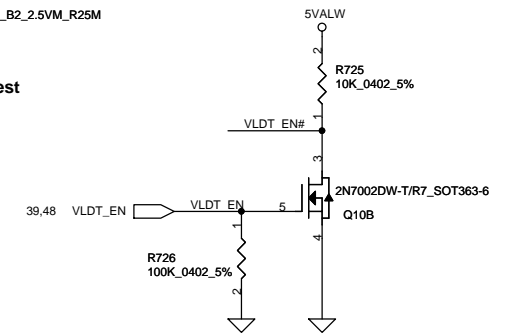 _B2_2.5VM_R25M
5VALW
est
2
R725
10K_0402_5%
1
VLDT_EN#
3
2N7002DW-T/R7_SOT363-6
39,48 VLDT_EN
VLDT_EN
5
Q10B
1
4
R726
100K_0402_5%
2